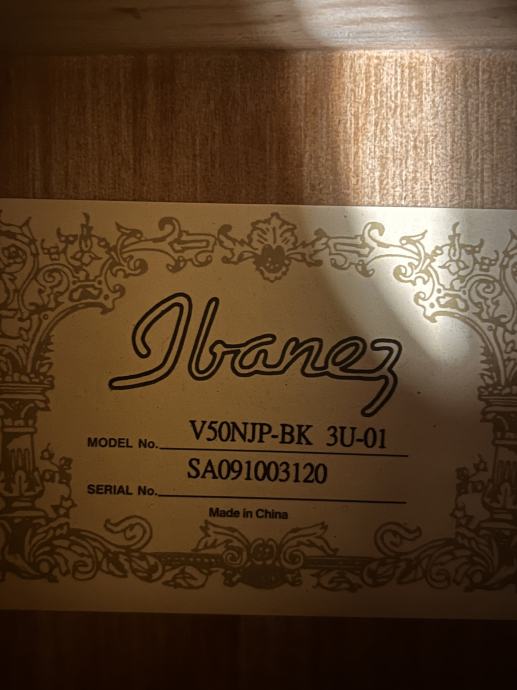 Ibanez
MODEL No. V50NJP-BK 3U-01
SERIAL No. SA091003120
Made in China